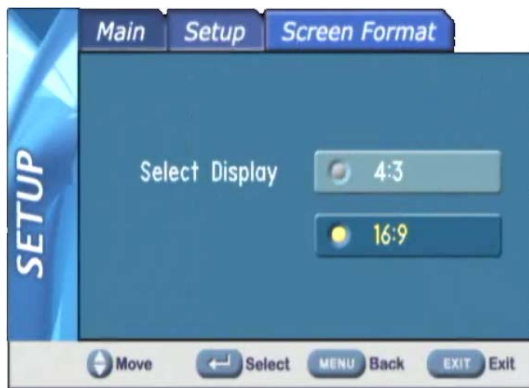 Main Setup Screen Format
SETUP
Select Display
4:3
16:9
Move Select MENU Back EXIT Exit